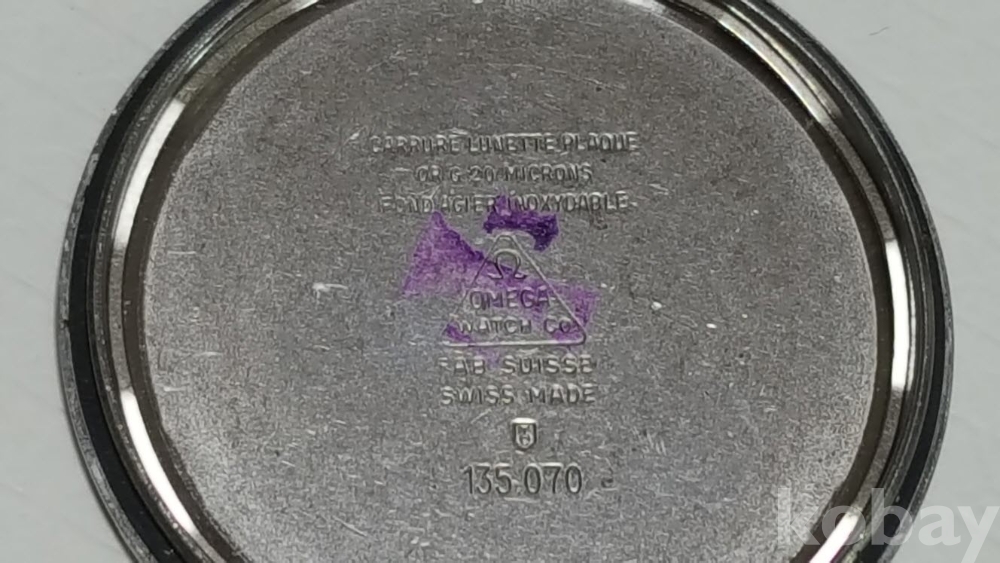 CARRURE LUNETTE PLAQUE
OR G 20 MICRONS
FOND ACIER INOXYDABLE
Ω
OMEGA
WATCH CO
FAB. SUISSE
SWISS MADE
135.070
kobay